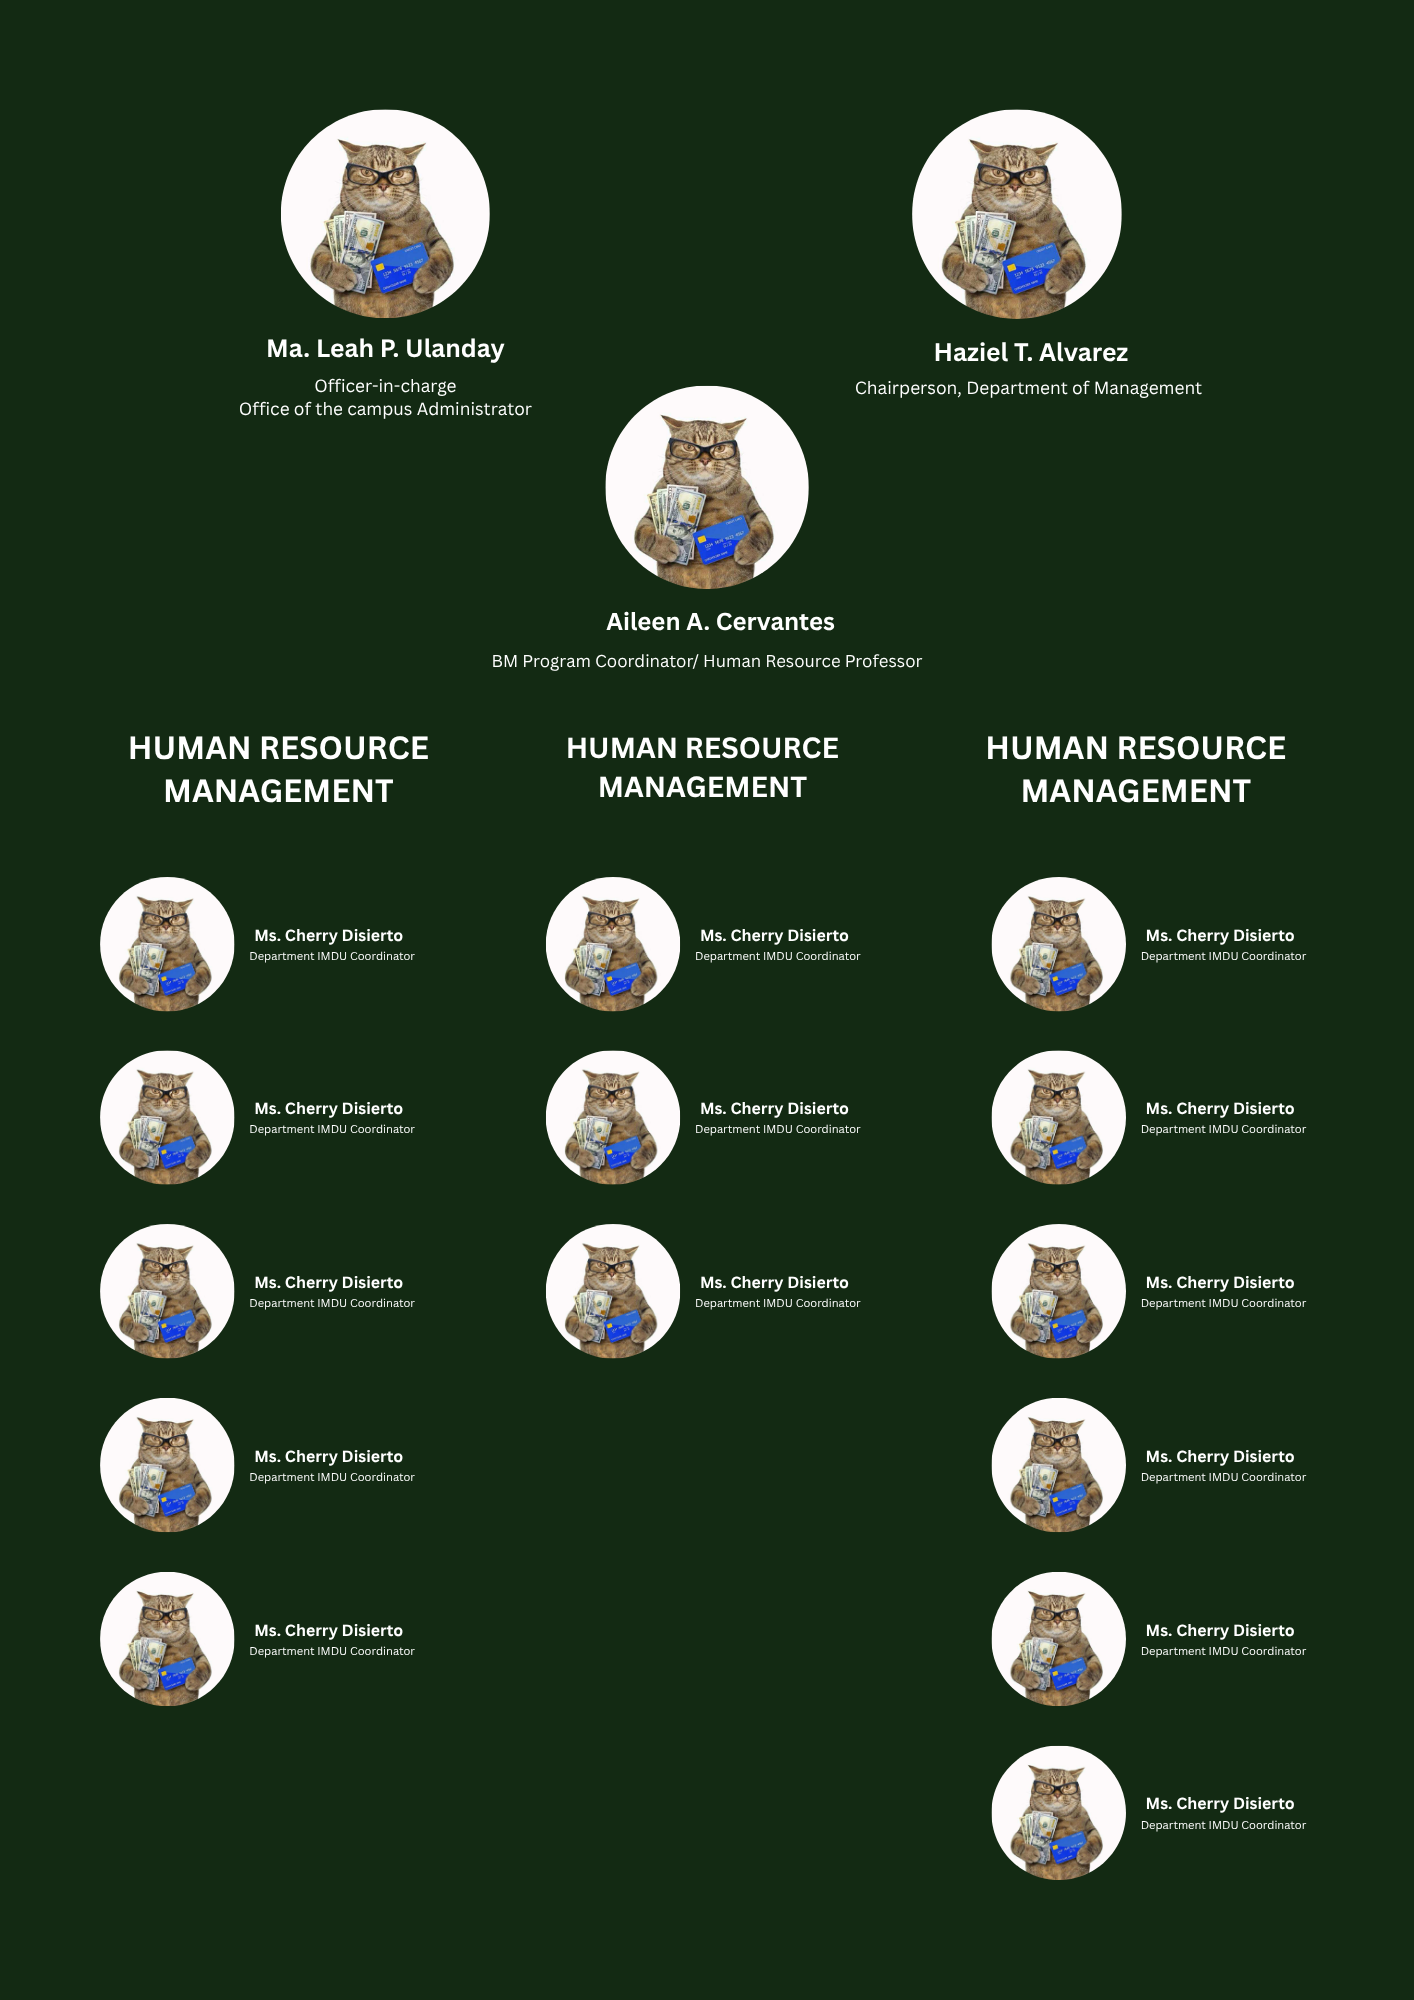 Ma. Leah P. Ulanday
Officer-in-charge
Office of the campus Administrator
Haziel T. Alvarez
Chairperson, Department of Management
Aileen A. Cervantes
BM Program Coordinator/ Human Resource Professor
HUMAN RESOURCE
MANAGEMENT
Ms. Cherry Disierto
Department IMDU Coordinator
Ms. Cherry Disierto
Department IMDU Coordinator
Ms. Cherry Disierto
Department IMDU Coordinator
Ms. Cherry Disierto
Department IMDU Coordinator
Ms. Cherry Disierto
Department IMDU Coordinator
HUMAN RESOURCE
MANAGEMENT
Ms. Cherry Disierto
Department IMDU Coordinator
Ms. Cherry Disierto
Department IMDU Coordinator
Ms. Cherry Disierto
Department IMDU Coordinator
HUMAN RESOURCE
MANAGEMENT
Ms. Cherry Disierto
Department IMDU Coordinator
Ms. Cherry Disierto
Department IMDU Coordinator
Ms. Cherry Disierto
Department IMDU Coordinator
Ms. Cherry Disierto
Department IMDU Coordinator
Ms. Cherry Disierto
Department IMDU Coordinator
Ms. Cherry Disierto
Department IMDU Coordinator